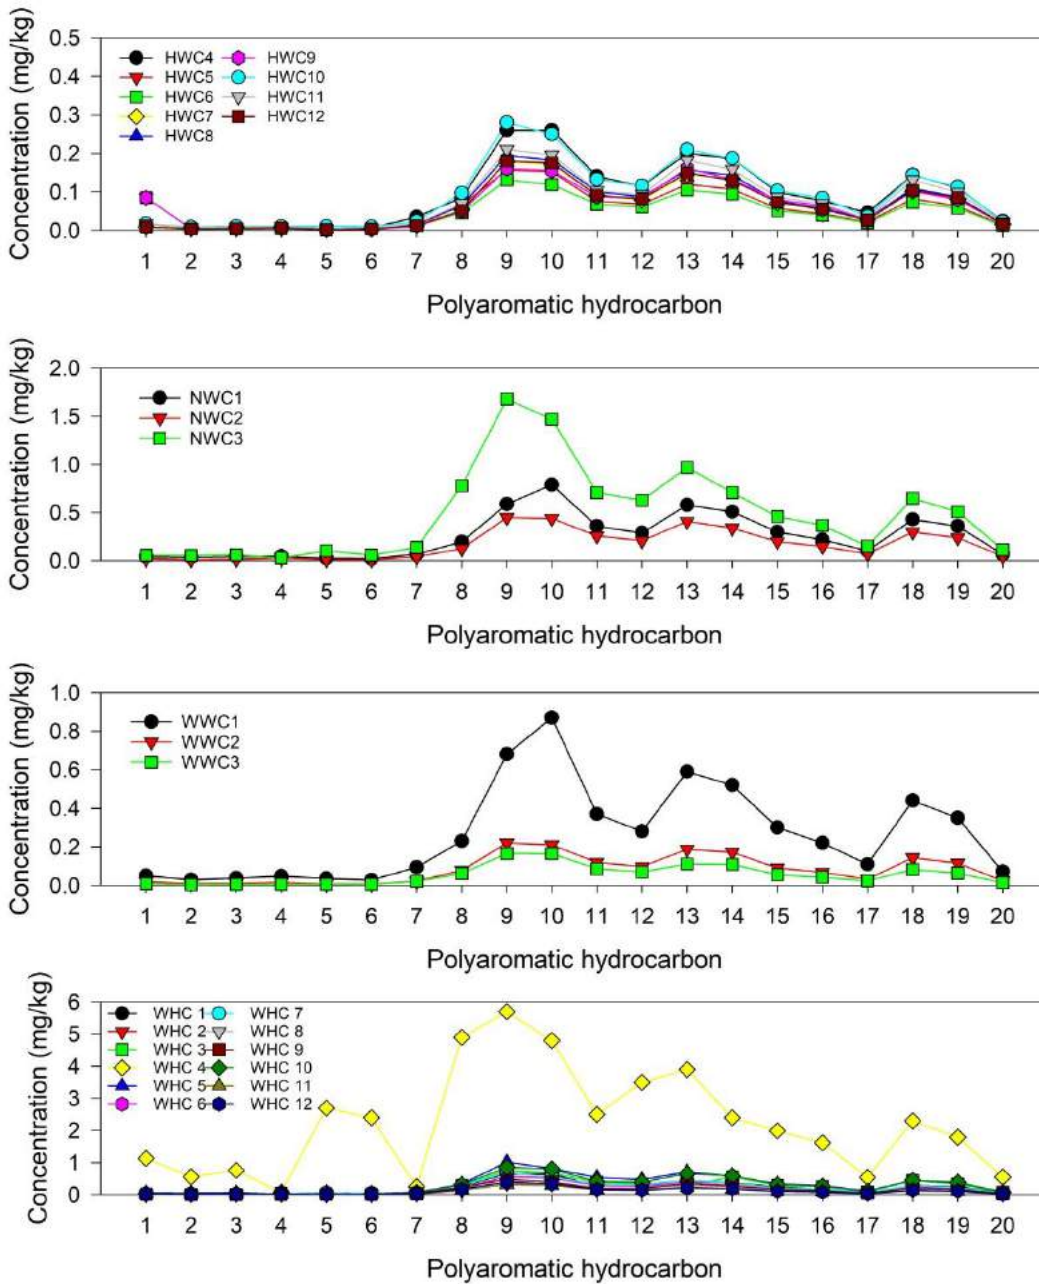 Concentration (mg/kg)
0.5
0.4
0.3
0.2
0.1
0.0
HWC4 HWC9
HWC5 HWC10
HWC6 HWC11
HWC7 HWC12
HWC8
1 2 3 4 5 6 7 8 9 10 11 12 13 14 15 16 17 18 19 20
Polyaromatic hydrocarbon
Concentration (mg/kg)
2.0
1.5
1.0
0.5
0.0
NWC1
NWC2
NWC3
1 2 3 4 5 6 7 8 9 10 11 12 13 14 15 16 17 18 19 20
Polyaromatic hydrocarbon
Concentration (mg/kg)
1.0
0.8
0.6
0.4
0.2
0.0
WWC1
WWC2
WWC3
1 2 3 4 5 6 7 8 9 10 11 12 13 14 15 16 17 18 19 20
Polyaromatic hydrocarbon
Concentration (mg/kg)
6
5
4
3
2
1
0
WHC 1 WHC 7
WHC 2 WHC 8
WHC 3 WHC 9
WHC 4 WHC 10
WHC 5 WHC 11
WHC 6 WHC 12
1 2 3 4 5 6 7 8 9 10 11 12 13 14 15 16 17 18 19 20
Polyaromatic hydrocarbon